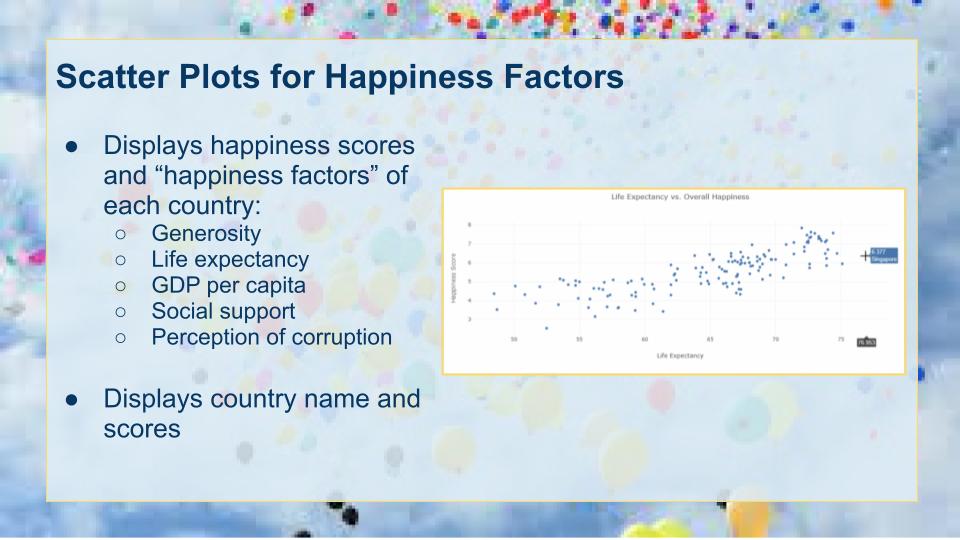 Scatter Plots for Happiness Factors
● Displays happiness scores
and “happiness factors” of
each country:
○ Generosity
○ Life expectancy
○ GDP per capita
○ Social support
○ Perception of corruption
● Displays country name and
scores
Life Expectancy vs. Overall Happiness
Happiness Score
8
7
6
5
4
3
6.377
Singapore
50
55
60
65
70
75
Life Expectancy